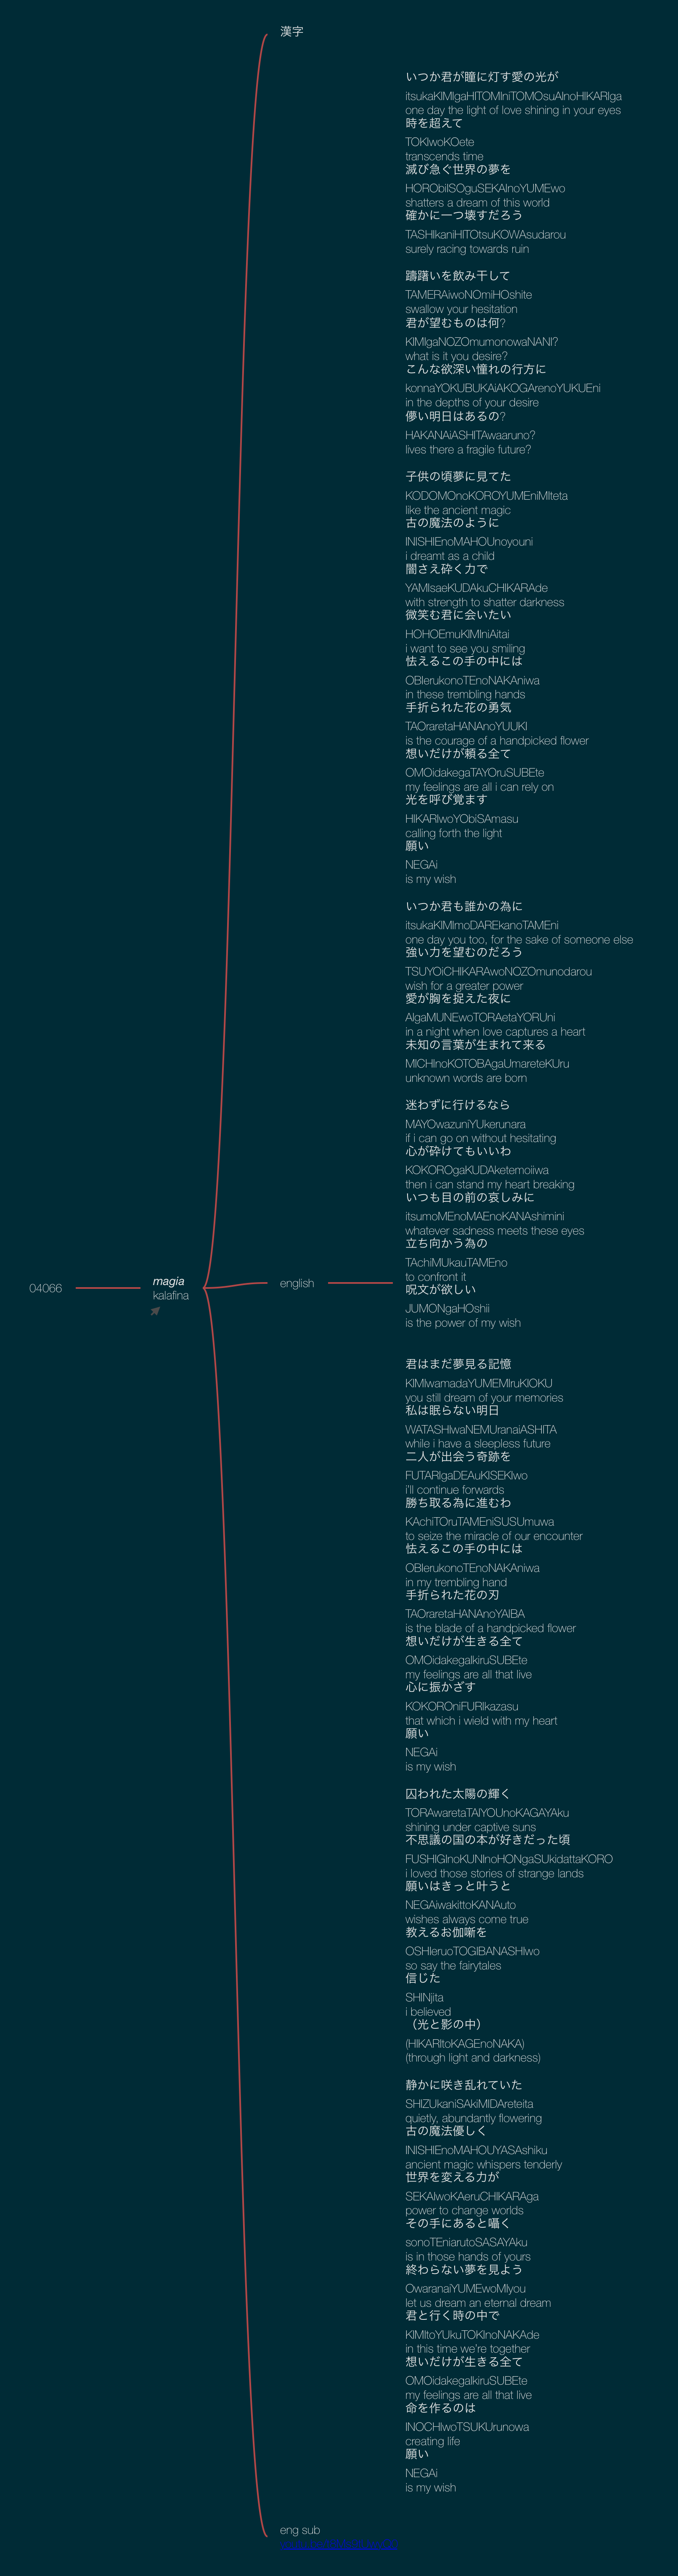 漢字
いつか君が瞳に灯す愛の光が
itsukaKIMIgaHITOMIniTOMOsuAInoHIKARIga
one day the light of love shining in your eyes
時を超えて
TOKIwoKOete
transcends time
滅び急ぐ世界の夢を
HORObiISOguSEKAInoYUMEwo
shatters a dream of this world
確かに一つ壊すだろう
TASHIkaniHITOtsuKOWAsudarou
surely racing towards ruin
躊躇いを飲み干して
TAMERAiwoNOmiHOshite
swallow your hesitation
君が望むものは何?
KIMIgaNOZOmumonowaNANI?
what is it you desire?
こんな欲深い憧れの行方に
konnaYOKUBUKAiAKOGArenoYUKUEni
in the depths of your desire
儚い明日はあるの?
HAKANAiASHITAwaaruno?
lives there a fragile future?
子供の頃夢に見てた
KODOMOnoKOROYUMEniMIteta
like the ancient magic
古の魔法のように
INISHIEnoMAHOUnoyouni
i dreamt as a child
闇さえ砕く力で
YAMIsaeKUDAkuCHIKARAde
with strength to shatter darkness
微笑む君に会いたい
HOHOEmuKIMIniAitai
i want to see you smiling
怯えるこの手の中には
OBIerukonoTEnoNAKAniwa
in these trembling hands
手折られた花の勇気
TAOraretaHANAnoYUUKI
is the courage of a handpicked flower
想いだけが頼る全て
OMOidakegaTAYOruSUBEte
my feelings are all i can rely on
光を呼び覚ます
HIKARIwoYObiSAmasu
calling forth the light
願い
NEGAi
is my wish
いつか君も誰かの為に
itsukaKIMImoDAREkanoTAMEni
one day you too, for the sake of someone else
強い力を望むのだろう
TSUYOiCHIKARAwoNOZOmunodarou
wish for a greater power
愛が胸を捉えた夜に
AIgaMUNEwoTORAetaYORUni
in a night when love captures a heart
未知の言葉が生まれて来る
MICHInoKOTOBAgaUmareteKUru
unknown words are born
迷わずに行けるなら
MAYOwazuniYUkerunara
if i can go on without hesitating
心が砕けてもいいわ
KOKOROgaKUDAketemoiiwa
then i can stand my heart breaking
いつも目の前の哀しみに
itsumoMEnoMAEnoKANAshimini
whatever sadness meets these eyes
立ち向かう為の
TAchiMUkauTAMEno
to confront it
呪文が欲しい
JUMONgaHOshii
is the power of my wish
04066
magia
kalafina
english
君はまだ夢見る記憶
KIMIwamadaYUMEMIruKIOKU
you still dream of your memories
私は眠らない明日
WATASHIwaNEMUranaiASHITA
while i have a sleepless future
二人が出会う奇跡を
FUTARIgaDEAuKISEKIwo
i'll continue forwards
勝ち取る為に進むわ
KAchiTOruTAMEniSUSUmuwa
to seize the miracle of our encounter
怯えるこの手の中には
OBIerukonoTEnoNAKAniwa
in my trembling hand
手折られた花の刃
TAOraretaHANAnoYAIBA
is the blade of a handpicked flower
想いだけが生きる全て
OMOidakegaIkiruSUBEte
my feelings are all that live
心に振かざす
KOKOROniFURIkazasu
that which i wield with my heart
願い
NEGAi
is my wish
囚われた太陽の輝く
TORAwaretaTAIYOUnoKAGAYAku
shining under captive suns
不思議の国の本が好きだった頃
FUSHIGInoKUNInoHONgaSUkidattaKORO
i loved those stories of strange lands
願いはきっと叶うと
NEGAiwakittoKANAuto
wishes always come true
教えるお伽噺を
OSHIeruoTOGIBANASHIwo
so say the fairytales
信じた
SHINjita
i believed
（光と影の中）
(HIKARItoKAGEnoNAKA)
(through light and darkness)
静かに咲き乱れていた
SHIZUkaniSAkiMIDAreteita
quietly, abundantly flowering
古の魔法優しく
INISHIEnoMAHOUYASAshiku
ancient magic whispers tenderly
世界を変える力が
SEKAIwoKAeruCHIKARAga
power to change worlds
その手にあると囁く
sonoTEniarutoSASAYAku
is in those hands of yours
終わらない夢を見よう
OwaranaiYUMEwoMIyou
let us dream an eternal dream
君と行く時の中で
KIMItoYUkuTOKInoNAKAde
in this time we're together
想いだけが生きる全て
OMOidakegaIkiruSUBEte
my feelings are all that live
命を作るのは
INOCHIwoTSUKUrunowa
creating life
願い
NEGAi
is my wish
eng sub